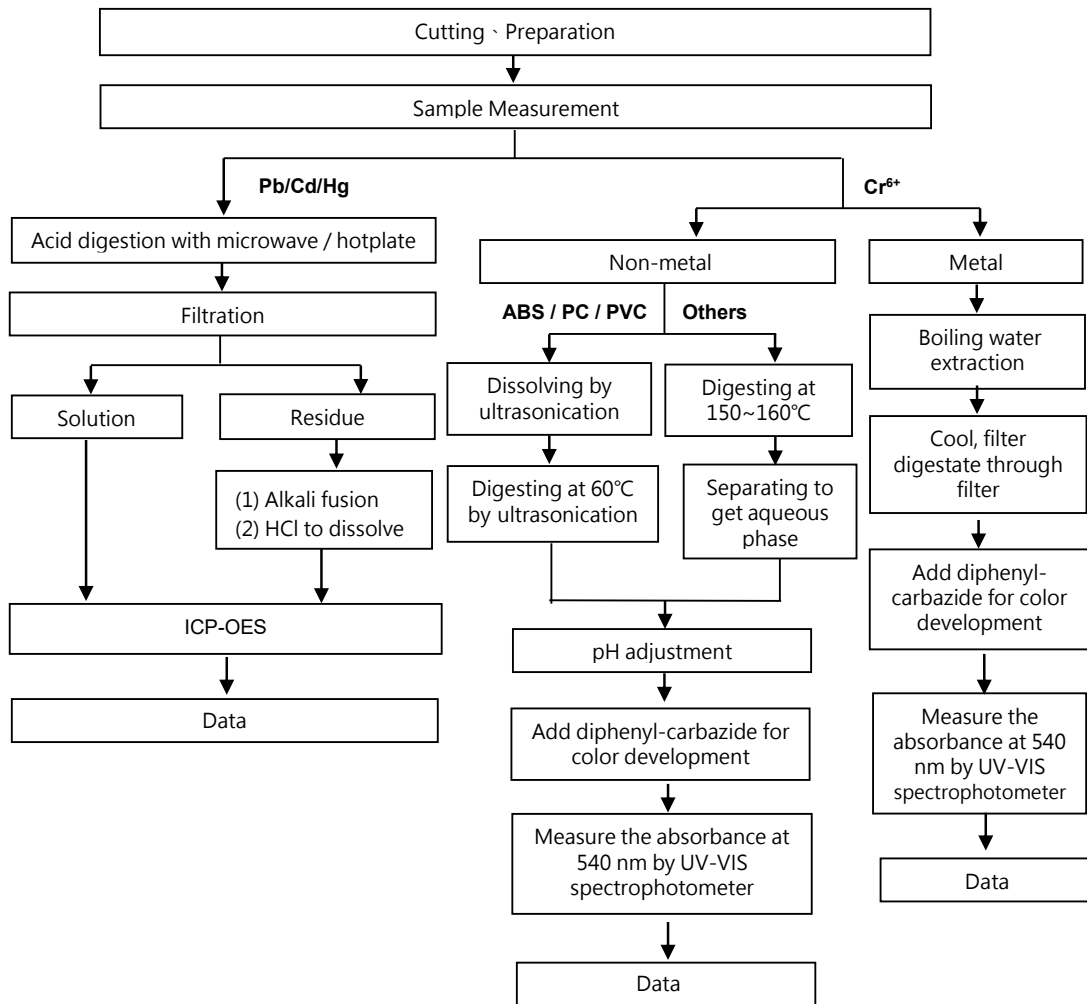 Cutting、Preparation
Sample Measurement
Pb/Cd/Hg
Cr⁶⁺
Acid digestion with microwave / hotplate
Filtration
Solution
Residue
(1) Alkali fusion
(2) HCl to dissolve
ICP-OES
Data
Non-metal
ABS / PC / PVC
Others
Dissolving by
ultrasonication
Digesting at 60℃
by ultrasonication
Digesting at
150~160℃
Separating to
get aqueous
phase
pH adjustment
Add diphenyl-carbazide for
color development
Measure the absorbance at
540 nm by UV-VIS
spectrophotometer
Data
Metal
Boiling water
extraction
Cool, filter
digestate through
filter
Add diphenyl-
carbazide for color
development
Measure the
absorbance at 540
nm by UV-VIS
spectrophotometer
Data